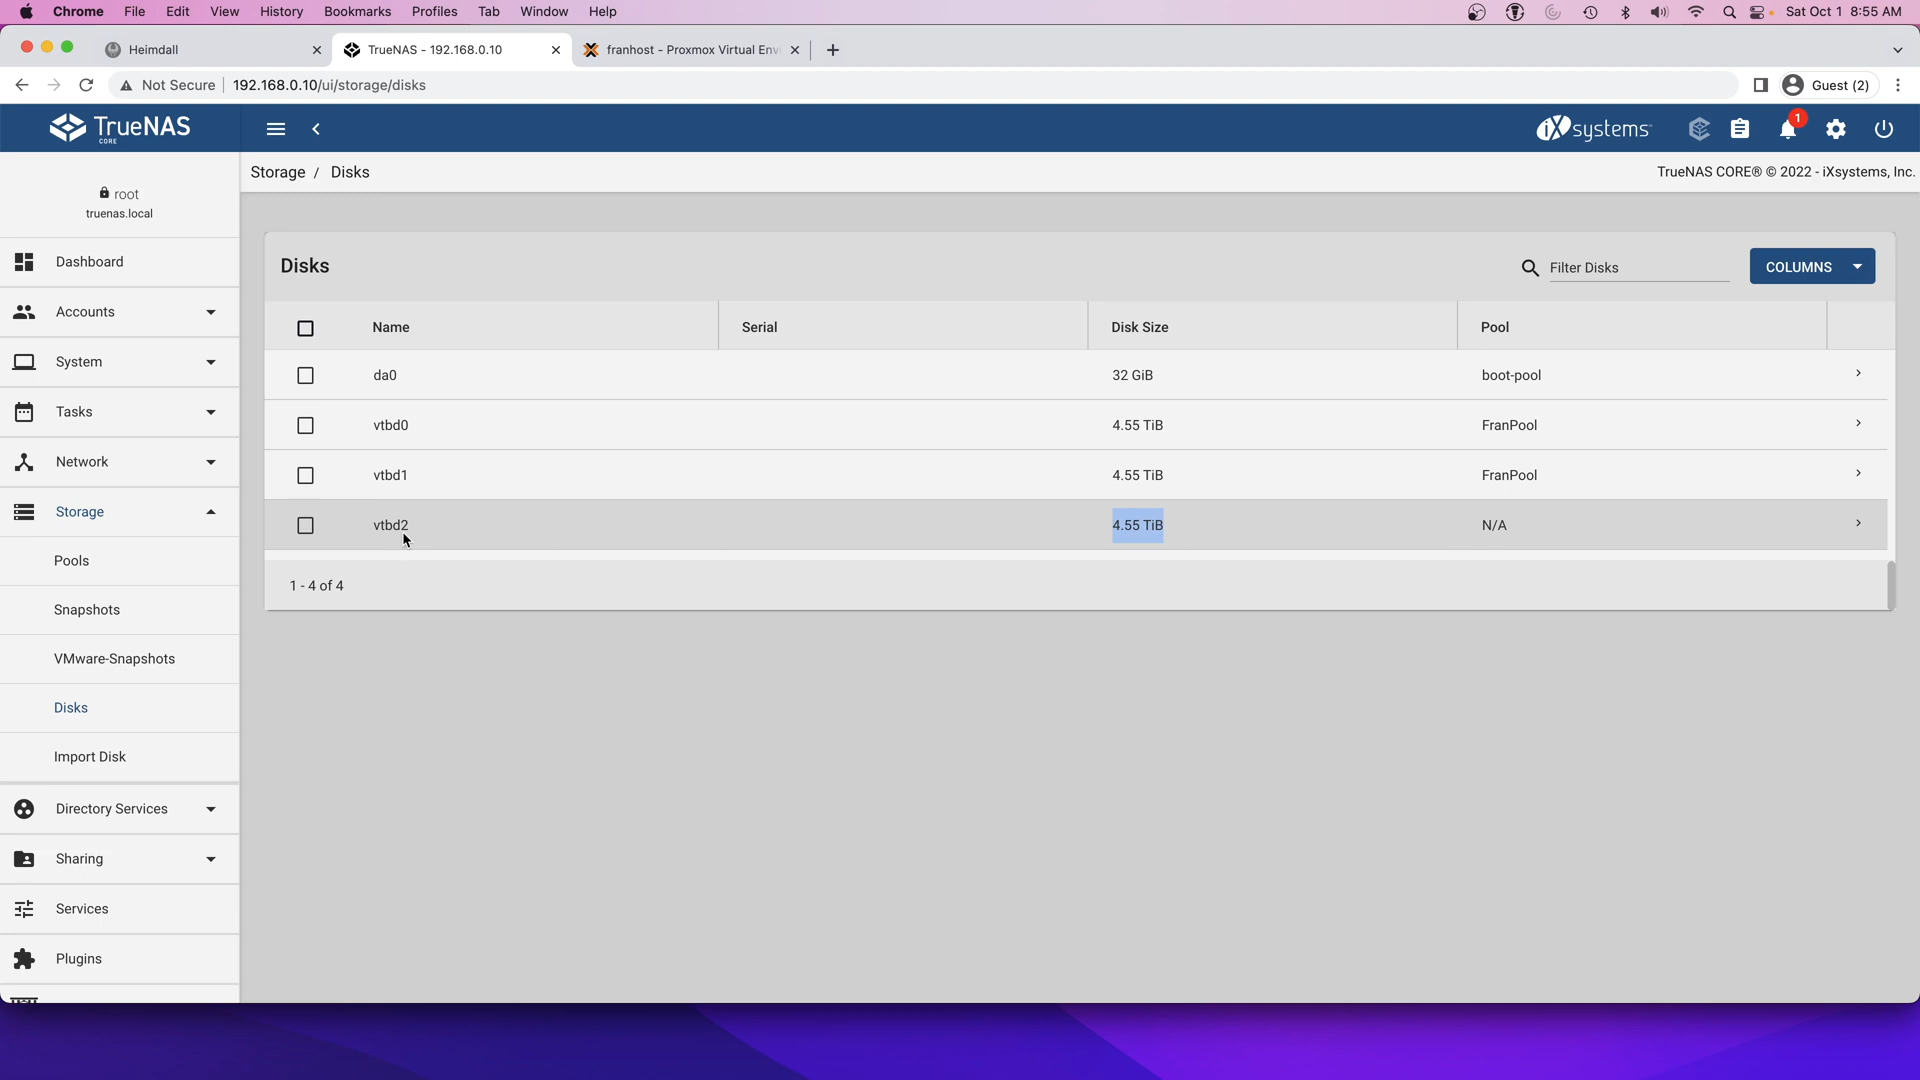 Chrome File Edit View History Bookmarks Profiles Tab Window Help Sat Oct 1 8:55 AM
Heimdall TrueNAS - 192.168.0.10 franhost - Proxmox Virtual Envi
Not Secure 192.168.0.10/ui/storage/disks Guest (2)
TrueNAS CORE iXsystems 1
root
truenas.local
Storage / Disks TrueNAS CORE® © 2022 - iXsystems, Inc.
Dashboard
Accounts
System
Tasks
Network
Storage
Pools
Snapshots
VMware-Snapshots
Disks
Import Disk
Directory Services
Sharing
Services
Plugins
Disks Filter Disks COLUMNS
Name Serial Disk Size Pool
da0 32 GiB boot-pool
vtbd0 4.55 TiB FranPool
vtbd1 4.55 TiB FranPool
vtbd2 4.55 TiB N/A
1 - 4 of 4